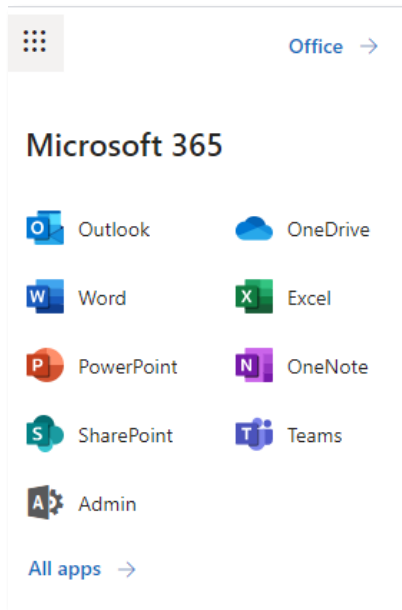 Office →
Microsoft 365
Outlook OneDrive
Word Excel
PowerPoint OneNote
SharePoint Teams
Admin
All apps →